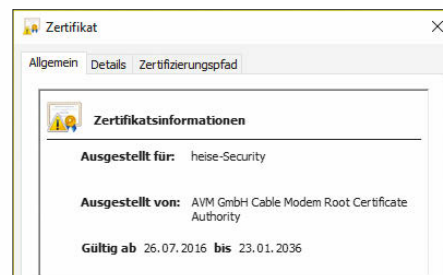 Zertifikat
Allgemein Details Zertifizierungspfad
Zertifikatsinformationen
Ausgestellt für: heise-Security
Ausgestellt von: AVM GmbH Cable Modem Root Certificate
Authority
Gültig ab 26.07.2016 bis 23.01.2036